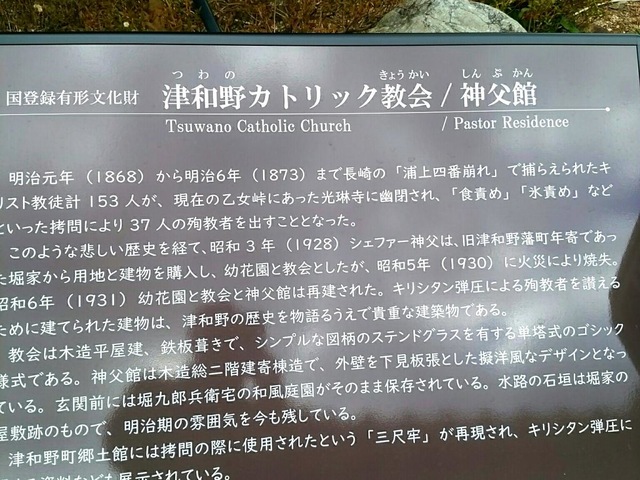 つわの きょうかい しんぷかん
国登録有形文化財 津和野カトリック教会 / 神父館
Tsuwano Catholic Church / Pastor Residence
明治元年（1868）から明治6年（1873）まで長崎の「浦上四番崩れ」で捕らえられたキ
リスト教徒計 153 人が、現在の乙女峠にあった光琳寺に幽閉され、「食責め」「氷責め」など
といった拷問により 37 人の殉教者を出すこととなった。
このような悲しい歴史を経て、昭和 3 年（1928）シェファー神父は、旧津和野藩町年寄であっ
た堀家から用地と建物を購入し、幼花園と教会としたが、昭和5年（1930）に火災により焼失。
昭和6年（1931）幼花園と教会と神父館は再建された。キリシタン弾圧による殉教者を讃える
ために建てられた建物は、津和野の歴史を物語るうえで貴重な建築物である。
教会は木造平屋建、鉄板葺きで、シンプルな図柄のステンドグラスを有する単塔式のゴシック
様式である。神父館は木造総二階建寄棟造で、外壁を下見板張とした擬洋風なデザインとなっ
ている。玄関前には堀九郎兵衛宅の和風庭園がそのまま保存されている。水路の石垣は堀家の
屋敷跡のもので、明治期の雰囲気を今も残している。
津和野町郷土館には拷問の際に使用されたという「三尺牢」が再現され、キリシタン弾圧に
資料なども展示されている。